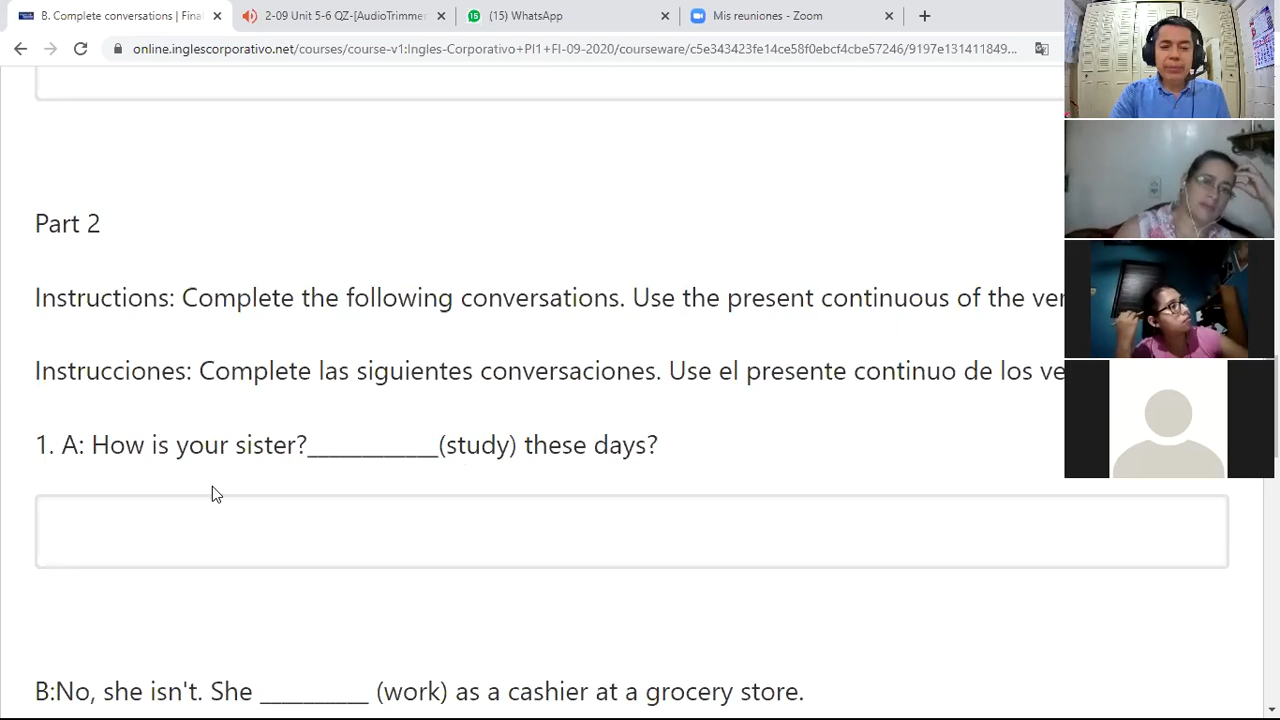 B. Complete conversations | Fina
2-09 Unit 5-6 QZ-[AudioTrimme
(15) WhatsApp
15
Mis reuniones - Zoom
online.inglescorporativo.net/courses/course-v1:Ingles-Corporativo+PI1+FI-09-2020/courseware/c5e343423fe14ce58f0ebcf4cbe57246/9197e131411849...
Part 2
Instructions: Complete the following conversations. Use the present continuous of the ver
Instrucciones: Complete las siguientes conversaciones. Use el presente continuo de los ve
1. A: How is your sister?__________(study) these days?
B:No, she isn't. She _________ (work) as a cashier at a grocery store.